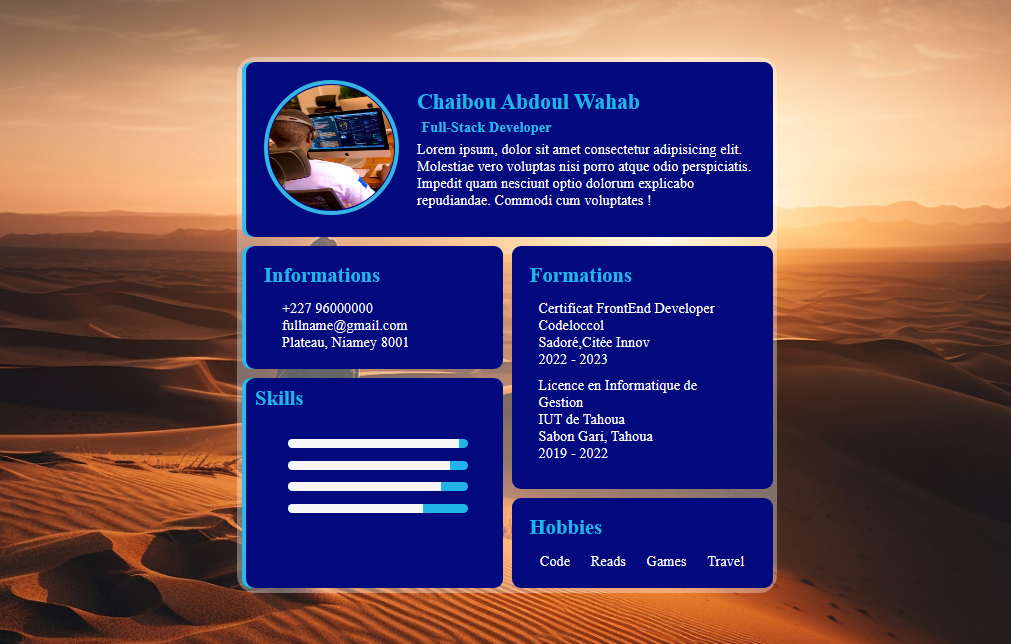 Chaibou Abdoul Wahab
Full-Stack Developer
Lorem ipsum, dolor sit amet consectetur adipisicing elit.
Molestiae vero voluptas nisi porro atque odio perspiciatis.
Impedit quam nesciunt optio dolorum explicabo
repudiandae. Commodi cum voluptates !
Informations
+227 96000000
fullname@gmail.com
Plateau, Niamey 8001
Skills
Formations
Certificat FrontEnd Developer
Codeloccol
Sadoré,Citée Innov
2022 - 2023
Licence en Informatique de
Gestion
IUT de Tahoua
Sabon Gari, Tahoua
2019 - 2022
Hobbies
Code Reads Games Travel